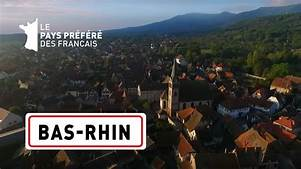 LE
PAYS PRÉFÉRÉ
DES FRANÇAIS
BAS-RHIN